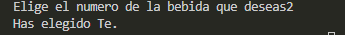 Elige el numero de la bebida que deseas2
Has elegido Te.